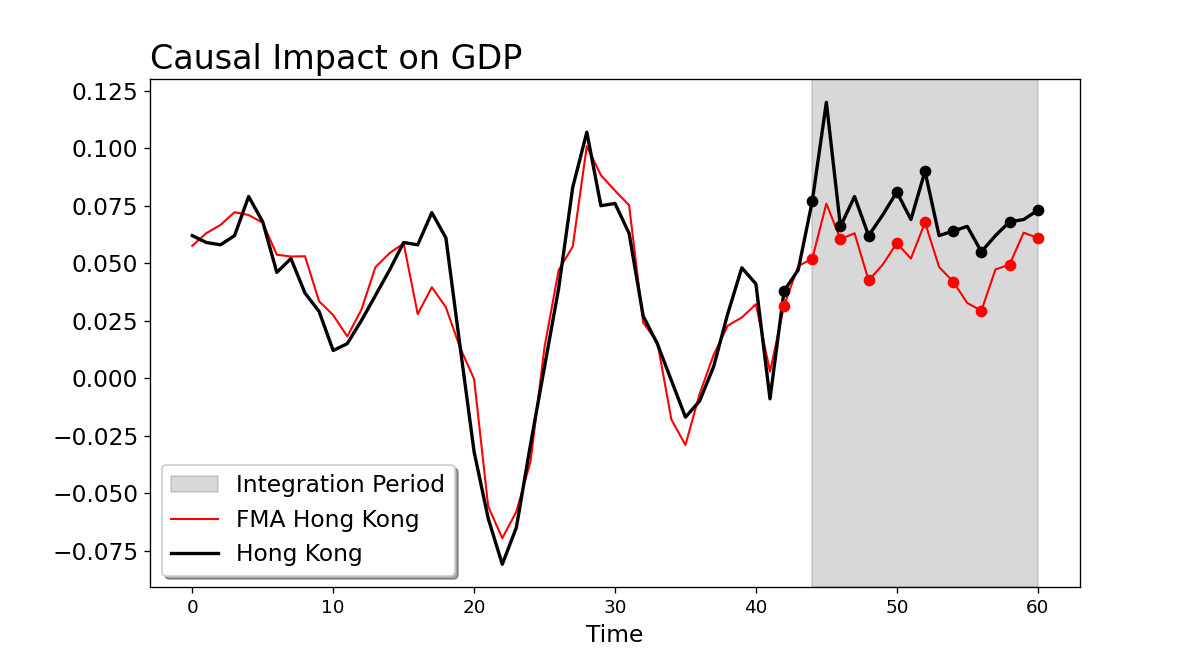 Causal Impact on GDP
0.125
0.100
0.075
0.050
0.025
0.000
−0.025
−0.050
−0.075
Integration Period
FMA Hong Kong
Hong Kong
0 10 20 30 40 50 60
Time